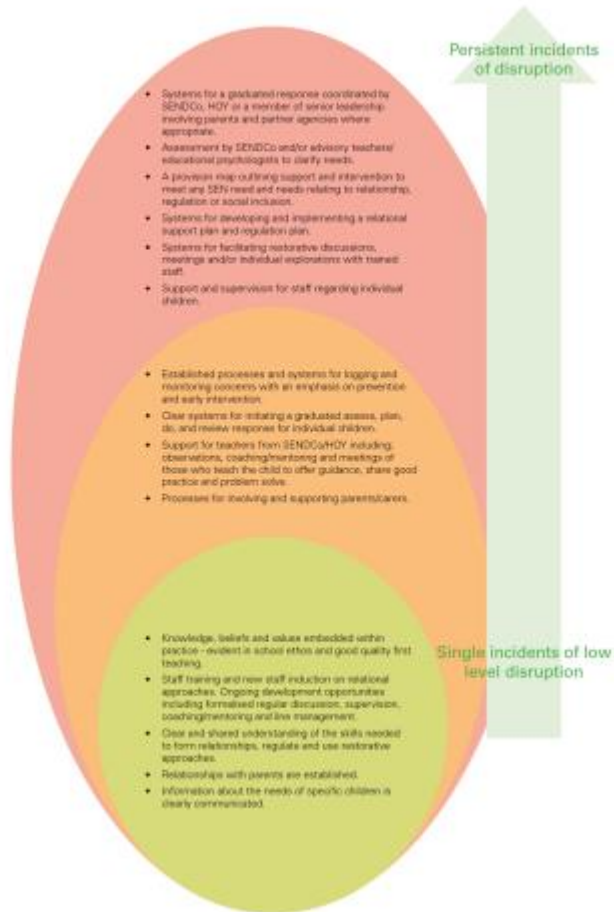 Persistent incidents
of disruption
+ Systems for a graduated response coordinated by
SENDCo, HOY or a member of senior leadership
involving parents and partner agencies where
appropriate.
+ Assessment by SENDCo and/or advisory teachers/
educational psychologists to clarify needs.
+ A provision map outlining support and intervention to
meet any SEN need and needs relating to relationship,
regulation or social inclusion.
+ Systems for developing and implementing a relational
support plan and regulation plan.
+ Systems for facilitating restorative discussions,
meetings and/or individual explorations with trained
staff.
+ Support and supervision for staff regarding individual
children.
+ Established processes and systems for logging and
monitoring concerns with an emphasis on prevention
and early intervention.
+ Clear systems for initiating a graduated assess, plan,
do, and review response for individual children.
+ Support for teachers from SENDCo/HOY including;
observations, coaching/mentoring and meetings of
those who teach the child to offer guidance, share good
practice and problem solve.
+ Processes for involving and supporting parents/carers.
+ Knowledge, beliefs and values embedded within
practice - evident in school ethos and good quality first
teaching.
+ Staff training and new staff induction on relational
approaches. Ongoing development opportunities
including formalised regular discussion, supervision,
coaching/mentoring and line management.
+ Clear and shared understanding of the skills needed
to form relationships, regulate and use restorative
approaches.
+ Relationships with parents are established.
+ Information about the needs of specific children is
clearly communicated.
Single incidents of low
level disruption